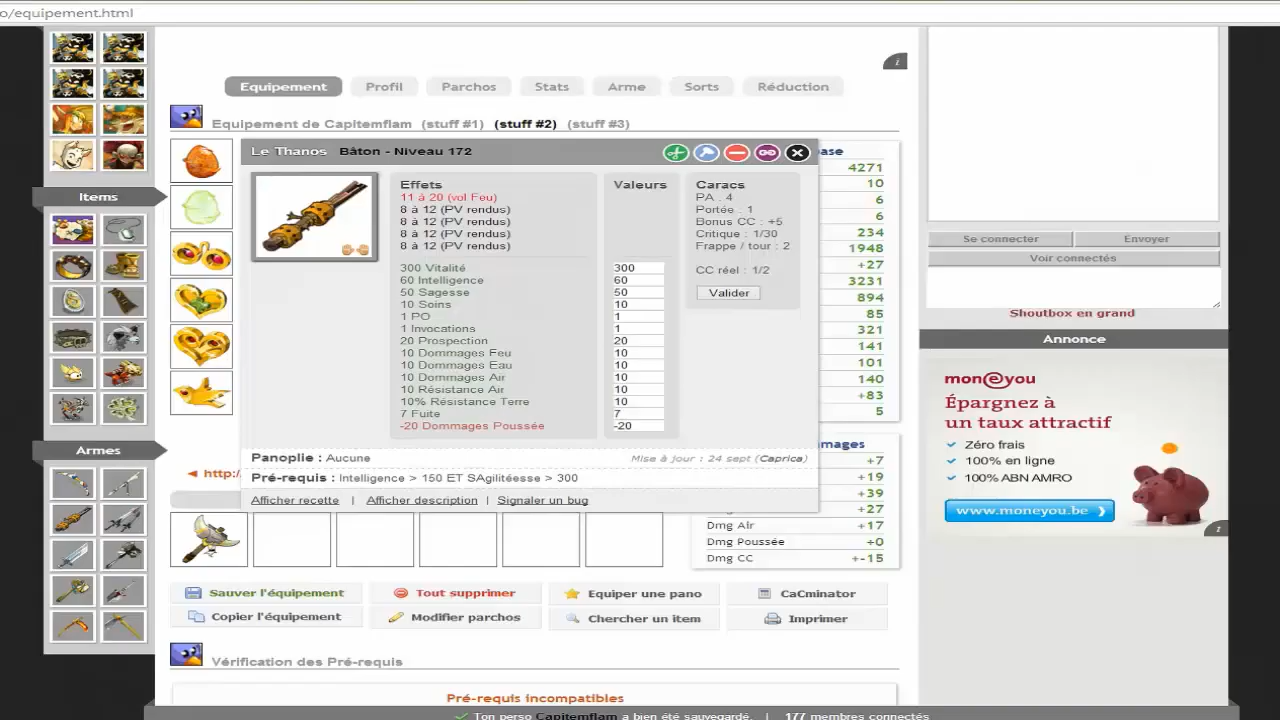 o/equipement.html
Equipement
Profil
Parchos
Stats
Arme
Sorts
Réduction
Equipement de Capitemflam (stuff #1) (stuff #2) (stuff #3)
Le Thanos Bâton - Niveau 172
Effets
11 à 20 (vol Feu)
8 à 12 (PV rendus)
8 à 12 (PV rendus)
8 à 12 (PV rendus)
8 à 12 (PV rendus)
300 Vitalité
60 Intelligence
50 Sagesse
10 Soins
1 PO
1 Invocations
20 Prospection
10 Dommages Feu
10 Dommages Eau
10 Dommages Air
10 Résistance Air
10% Résistance Terre
7 Fuite
-20 Dommages Poussée
Valeurs
300
60
50
10
1
1
20
10
10
10
10
10
7
-20
Caracs
PA : 4
Portée : 1
Bonus CC : +5
Critique : 1/30
Frappe / tour : 2
CC réel : 1/2
Valider
Panoplie : Aucune
Mise à jour : 24 sept (Caprica)
Pré-requis : Intelligence > 150 ET SAgilitéesse > 300
Afficher recette | Afficher description | Signaler un bug
http:/
Items
Armes
ase
4271
10
6
6
234
1948
+27
3231
894
85
321
141
101
140
+83
5
mages
+7
+19
+39
+27
Dmg Air +17
Dmg Poussée +0
Dmg CC +-15
Sauver l'équipement
Tout supprimer
Equiper une pano
CaCminator
Copier l'équipement
Modifier parchos
Chercher un item
Imprimer
Vérification des Pré-requis
Pré-requis incompatibles
Ton perso Capitemflam a bien été sauvegardé. | 177 membres connectés
Se connecter
Envoyer
Voir connectés
Shoutbox en grand
Annonce
moneyou
Épargnez à
un taux attractif
Zéro frais
100% en ligne
100% ABN AMRO
www.moneyou.be